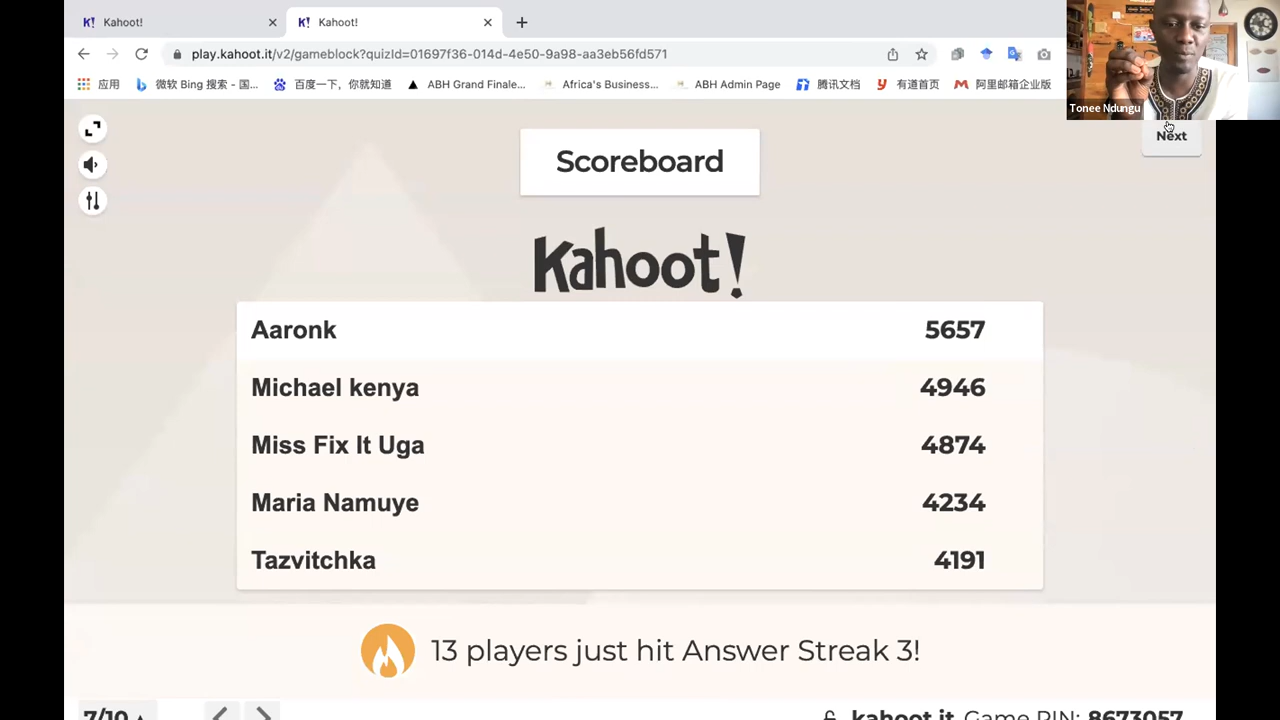 Kahoot!
Kahoot!
play.kahoot.it/v2/gameblock?quizId=01697f36-014d-4e50-9a98-aa3eb56fd571
应用
微软 Bing 搜索 - 国...
百度一下，你就知道
ABH Grand Finale...
Africa's Business...
ABH Admin Page
腾讯文档
有道首页
阿里邮箱企业版
Tonee Ndungu
Next
Scoreboard
Kahoot!
Aaronk 5657
Michael kenya 4946
Miss Fix It Uga 4874
Maria Namuye 4234
Tazvitchka 4191
13 players just hit Answer Streak 3!
7/10
kahoot.it Game PIN: 8673057